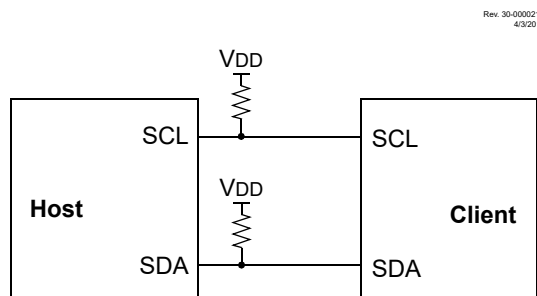 Rev. 30-00002
4/3/20
VDD
SCL
SCL
VDD
Host
Client
SDA
SDA